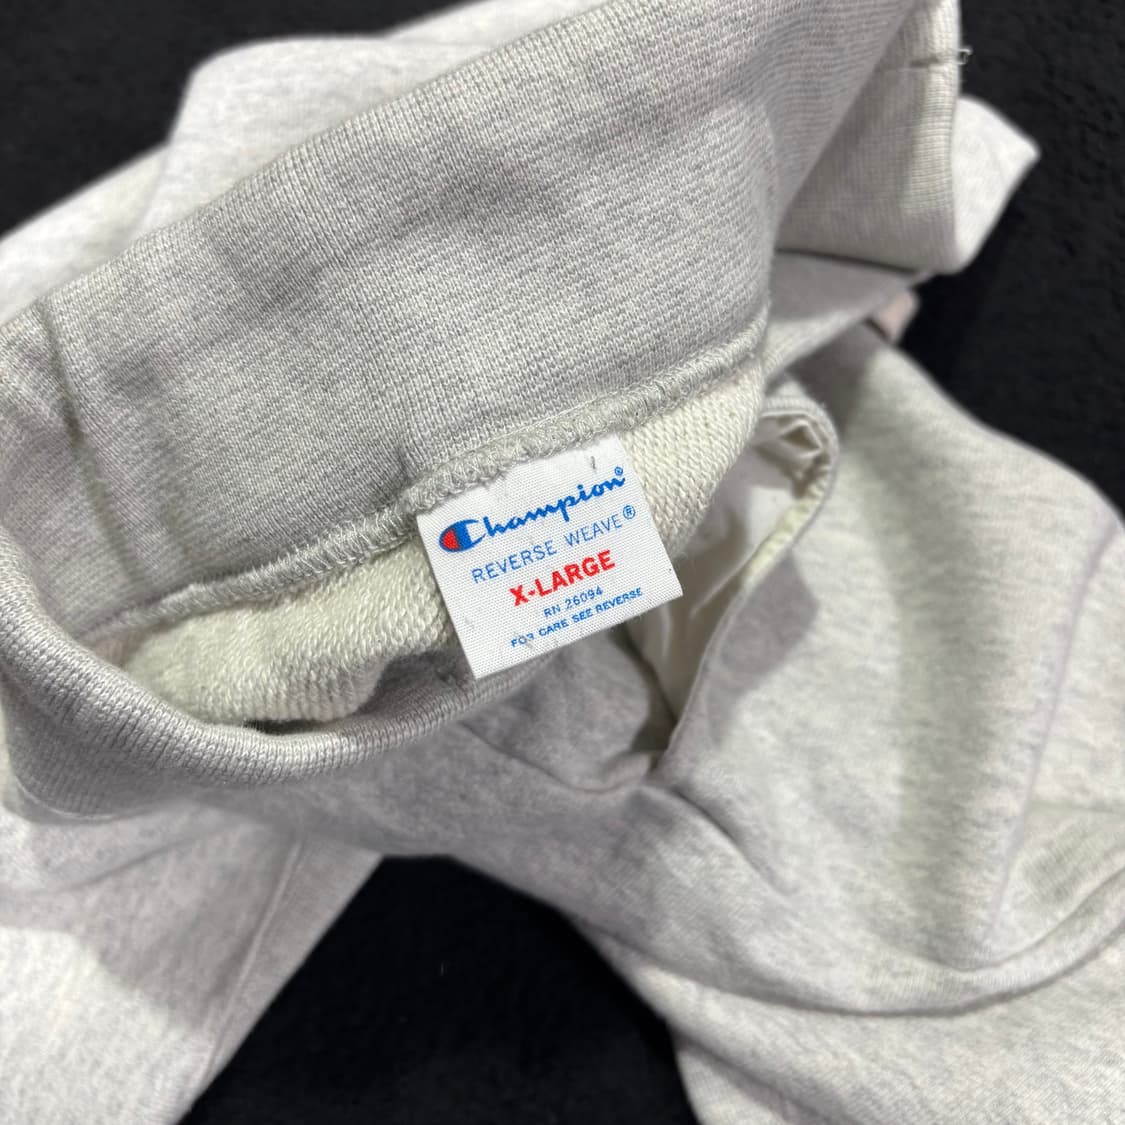 Champion®
REVERSE WEAVE®
X-LARGE
RN 26094
FOR CARE SEE REVERSE